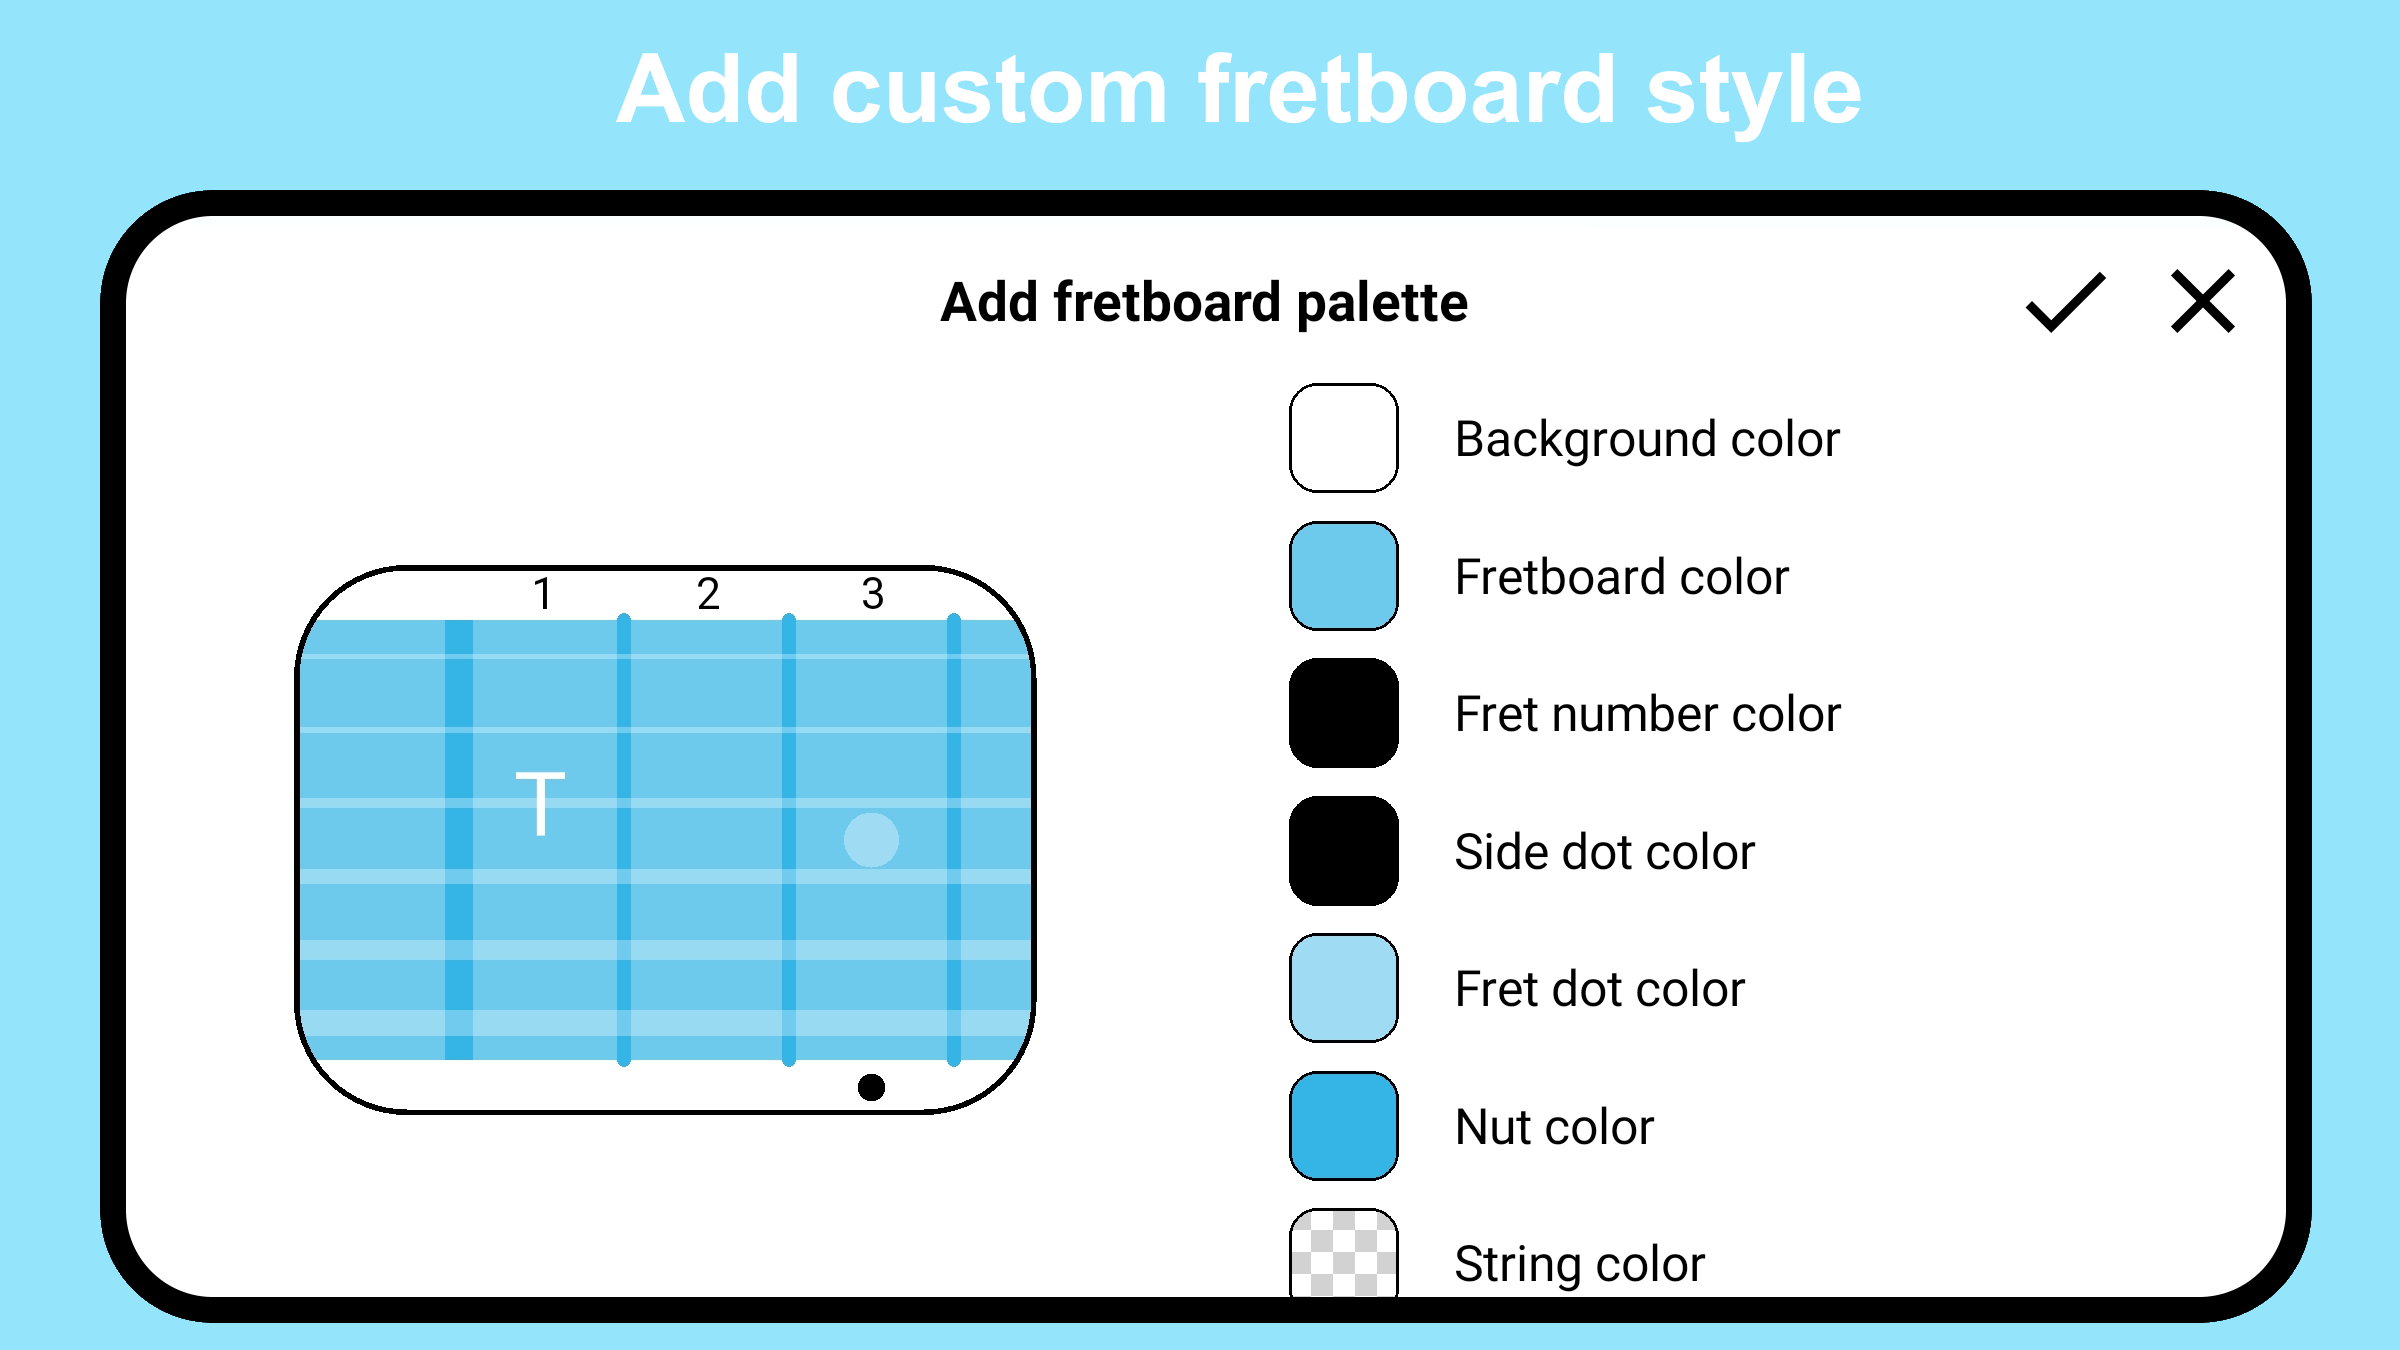 Add custom fretboard style
Add fretboard palette
1 2 3
T
Background color
Fretboard color
Fret number color
Side dot color
Fret dot color
Nut color
String color